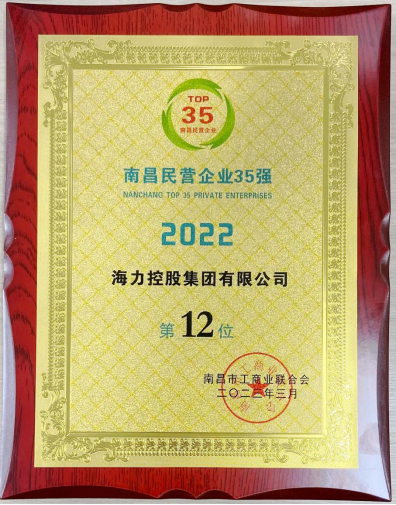 TOP
35
南昌民营企业
南昌民营企业35强
NANCHANG TOP 35 PRIVATE ENTERPRISES
2022
海力控股集团有限公司
第12位
南昌市工商业联合会
二〇二三年三月